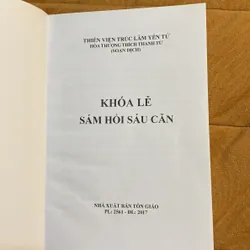 THIỀN VIỆN TRÚC LÂM YÊN TỬ
HÒA THƯỢNG THÍCH THANH TỪ
(SOẠN DỊCH)
KHÓA LỄ
SÁM HỐI SÁU CĂN
NHÀ XUẤT BẢN TÔN GIÁO
PL: 2561 - DL: 2017